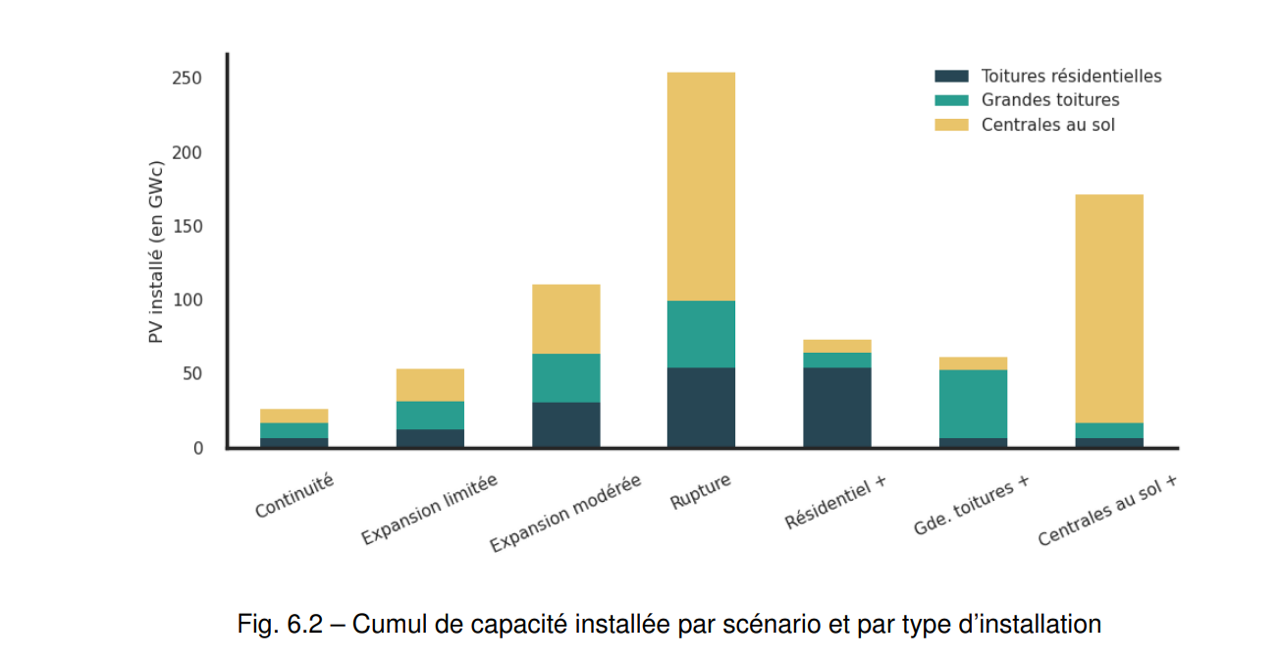 PV installé (en GWc)
250
200
150
100
50
0
Toitures résidentielles
Grandes toitures
Centrales au sol
Continuité
Expansion limitée
Expansion modérée
Rupture
Résidentiel +
Gde. toitures +
Centrales au sol +
Fig. 6.2 – Cumul de capacité installée par scénario et par type d’installation